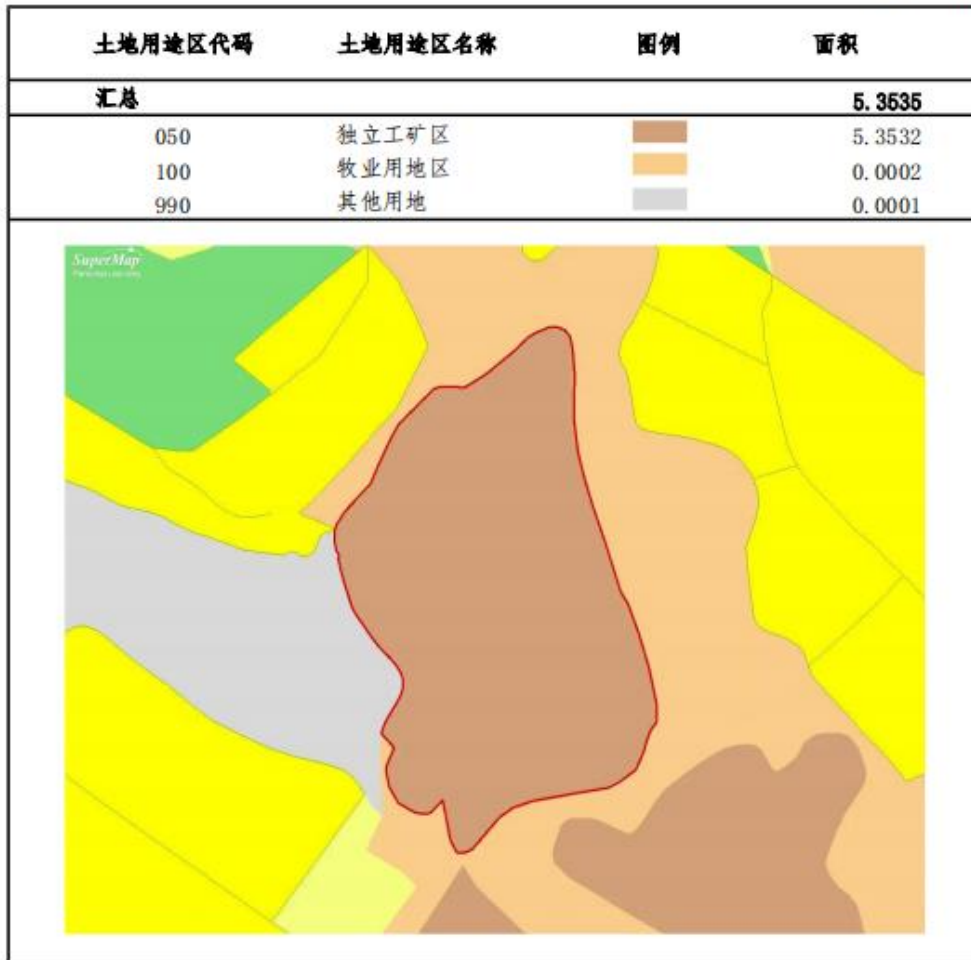 土地用途区代码 土地用途区名称 图例 面积
汇总 5.3535
050 独立工矿区 5.3532
100 牧业用地区 0.0002
990 其他用地 0.0001
SuperMap